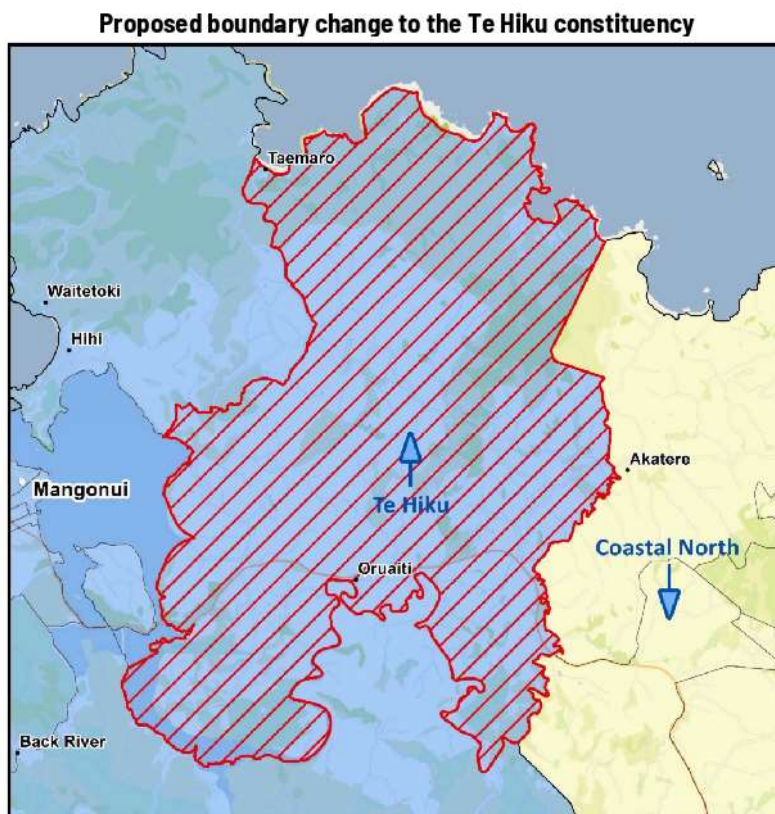 Proposed boundary change to the Te Hiku constituency
Taemaro
Waitetoki
Hihi
Mangonui
Te Hiku
Akatere
Coastal North
Oruaiti
Back River